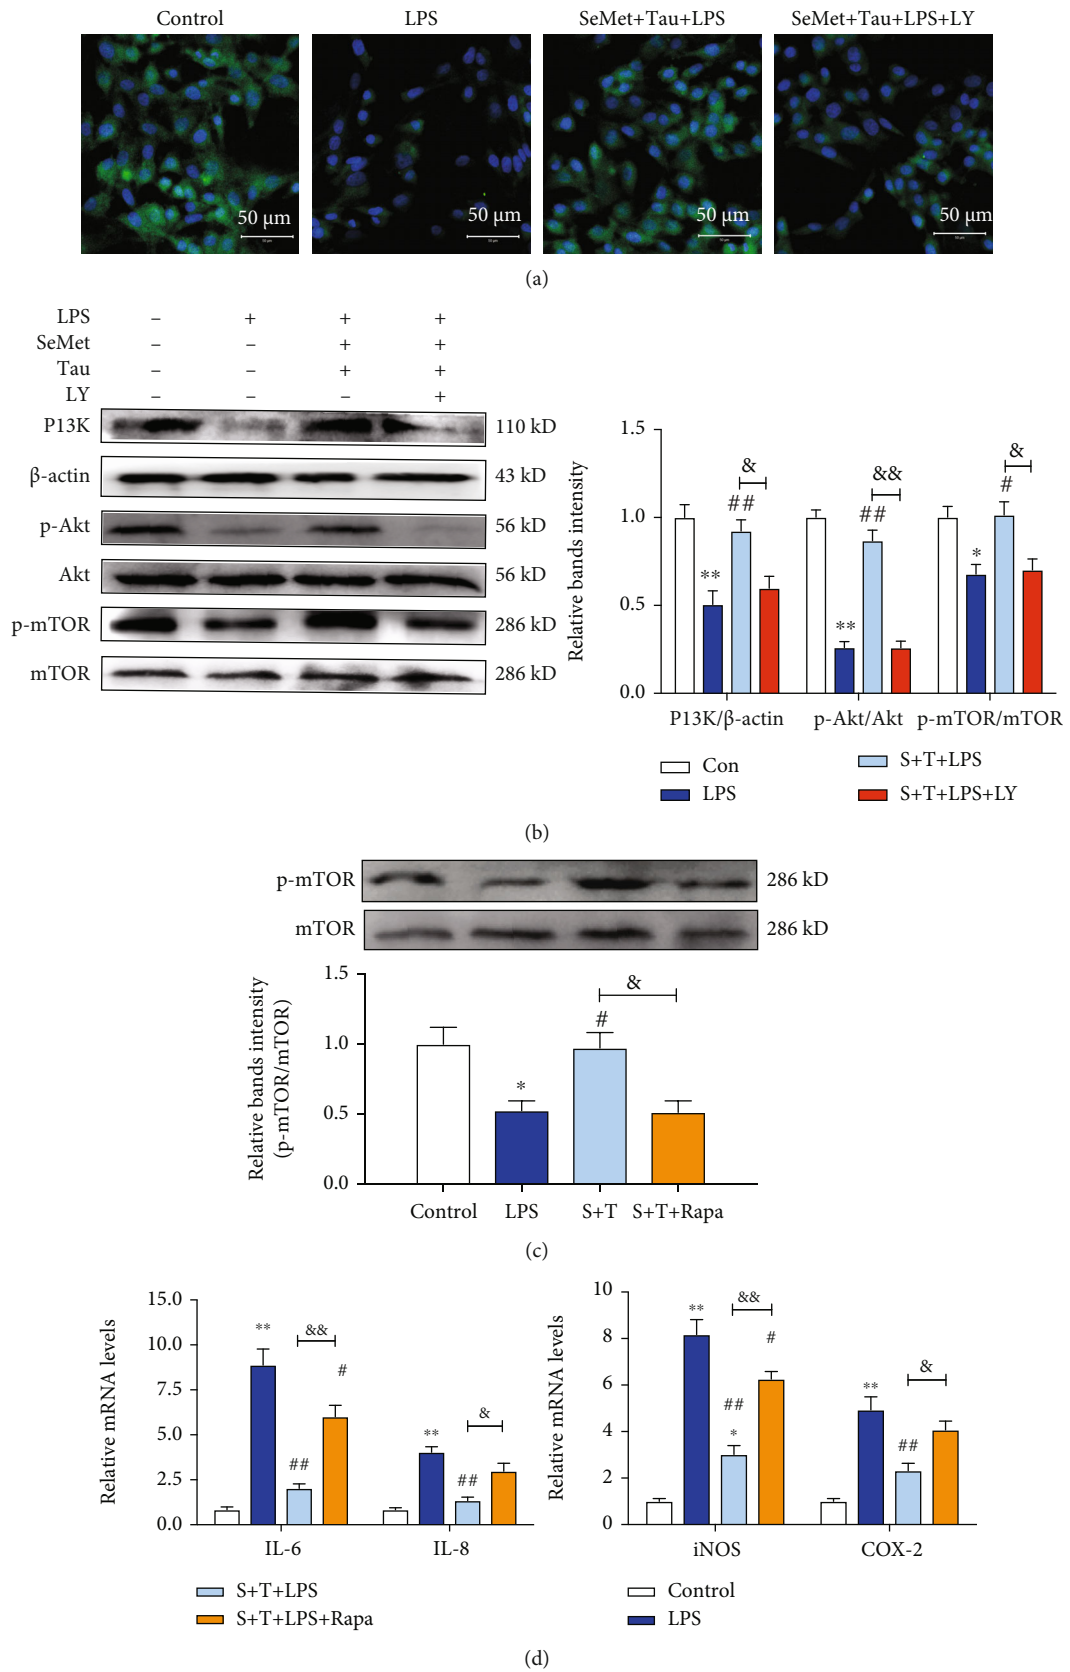 Control LPS SeMet+Tau+LPS SeMet+Tau+LPS+LY
50 μm 50 μm 50 μm 50 μm
(a)
LPS – + + +
SeMet – – + +
Tau – – + +
LY – – – +
P13K 110 kD
β-actin 43 kD
p-Akt 56 kD
Akt 56 kD
p-mTOR 286 kD
mTOR 286 kD
Relative bands intensity
1.5
1.0
0.5
0.0
** ## &
** ## &&
* # &
P13K/β-actin p-Akt/Akt p-mTOR/mTOR
Con S+T+LPS
LPS S+T+LPS+LY
(b)
p-mTOR 286 kD
mTOR 286 kD
Relative bands intensity
(p-mTOR/mTOR)
1.5
1.0
0.5
0.0
* # &
Control LPS S+T S+T+Rapa
(c)
Relative mRNA levels
15.0
10.0
7.5
5.0
2.5
0.0
** ## && #
** ## &
IL-6 IL-8
S+T+LPS
S+T+LPS+Rapa
Relative mRNA levels
10
8
6
4
2
0
** ## * && #
** ## &
iNOS COX-2
Control
LPS
(d)